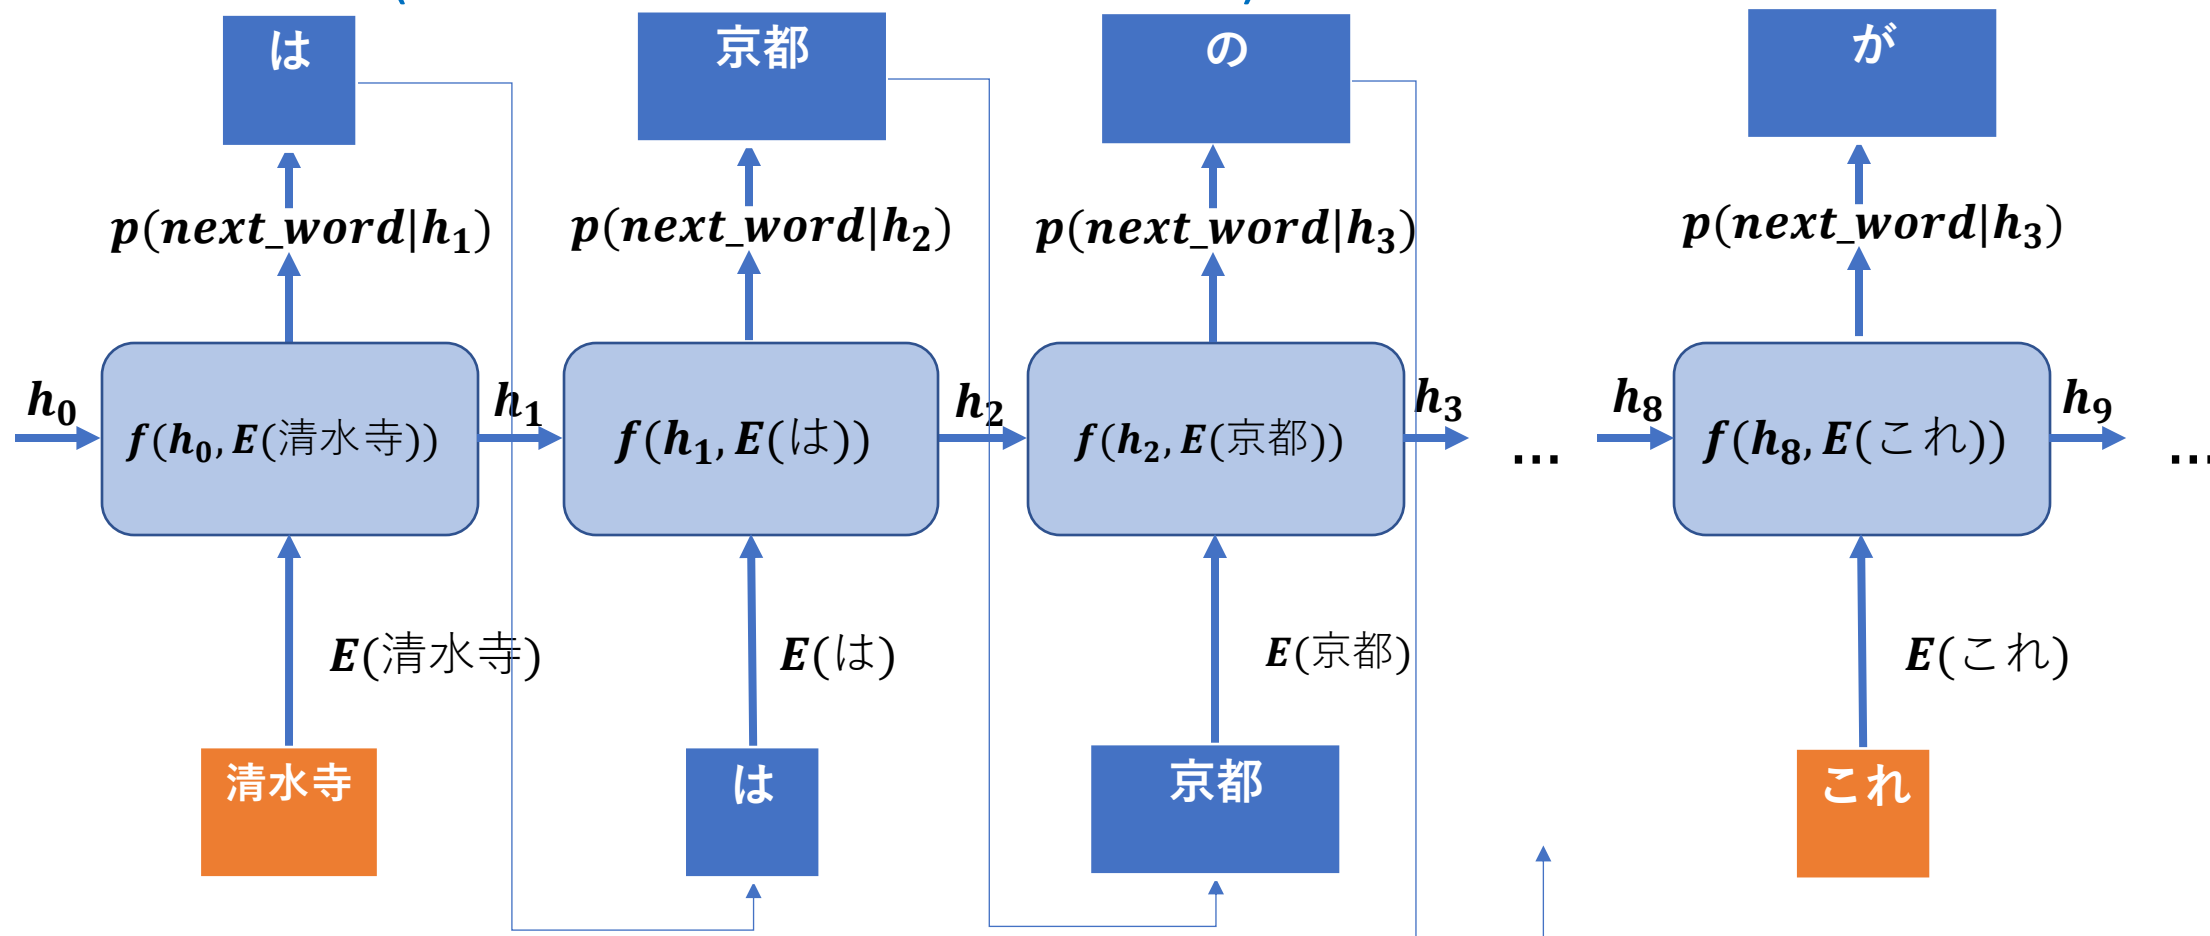 は 京都 の が
p(next_word|h₁) p(next_word|h₂) p(next_word|h₃) p(next_word|h₃)
h₀ h₁ h₂ h₃ h₈ h₉
f(h₀, E(清水寺)) f(h₁, E(は)) f(h₂, E(京都)) … f(h₈, E(これ)) …
E(清水寺) E(は) E(京都) E(これ)
清水寺 は 京都 これ